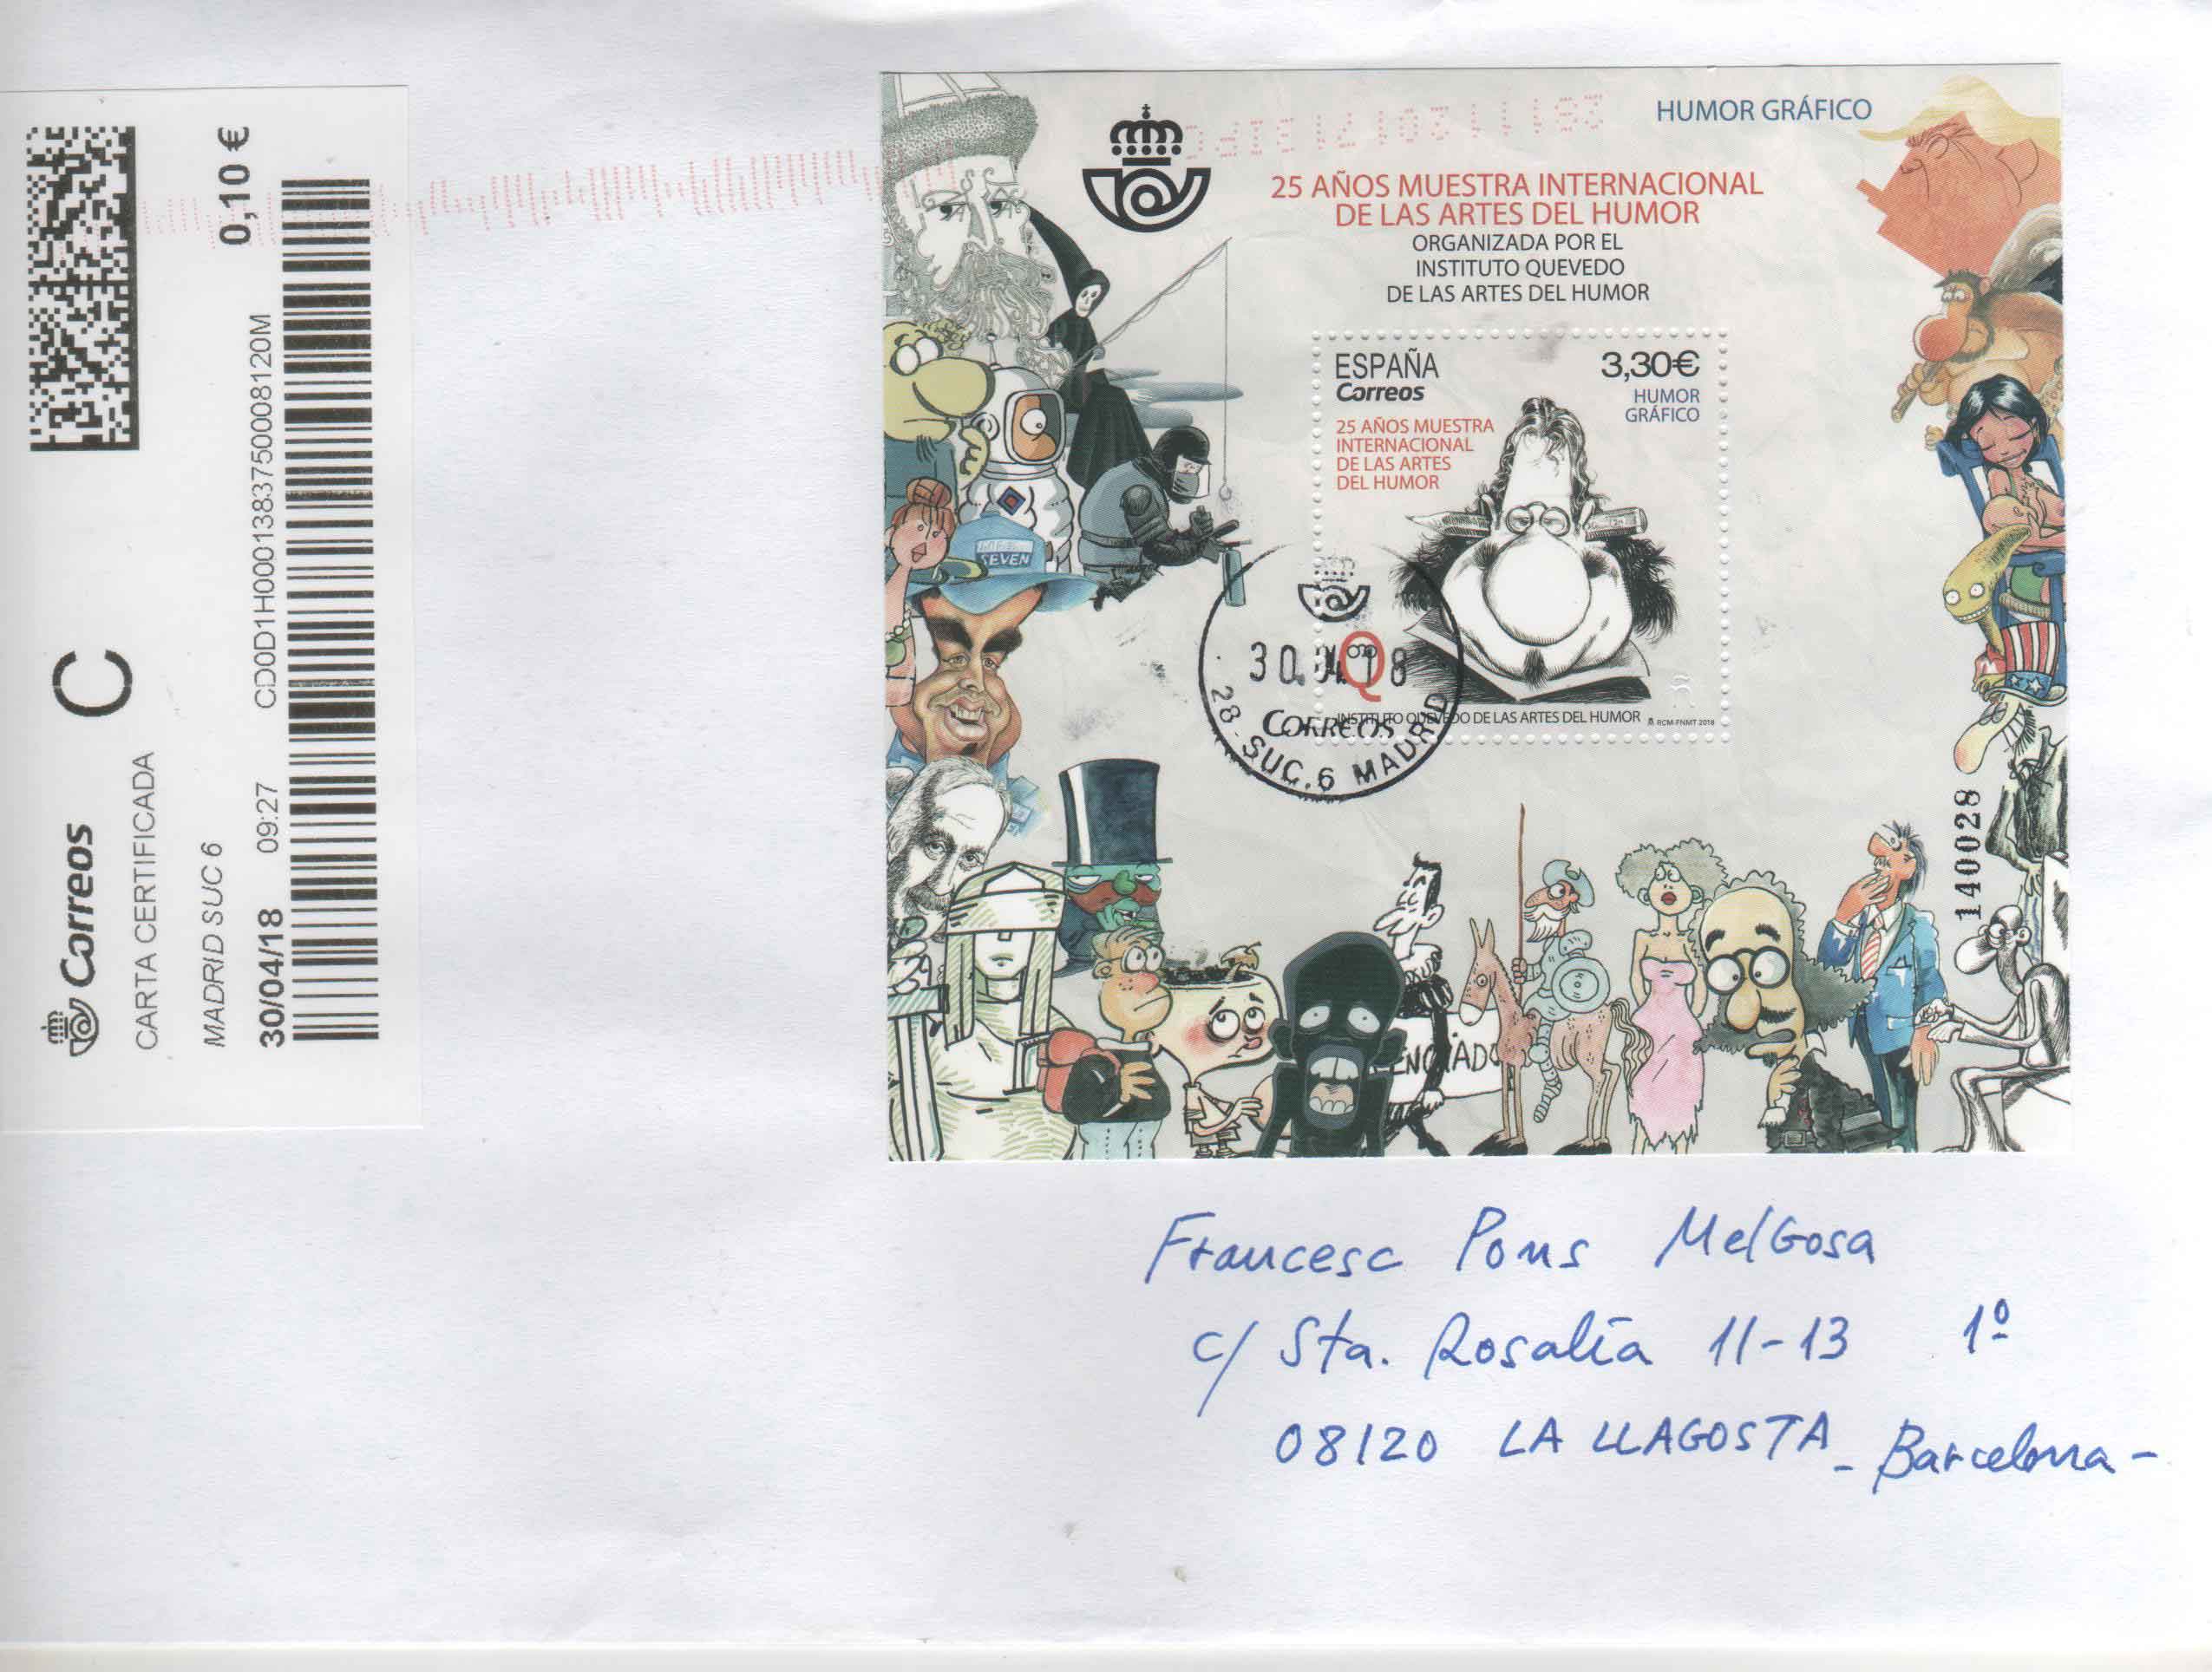 Correos
CARTA CERTIFICADA
C
0,10 €
MADRID SUC 6
30/04/18 09:27 CD0D1H0001383750008120M
HUMOR GRÁFICO
25 AÑOS MUESTRA INTERNACIONAL
DE LAS ARTES DEL HUMOR
ORGANIZADA POR EL
INSTITUTO QUEVEDO
DE LAS ARTES DEL HUMOR
ESPAÑA
Correos
3,30€
HUMOR
GRÁFICO
25 AÑOS MUESTRA
INTERNACIONAL
DE LAS ARTES
DEL HUMOR
Q
INSTITUTO QUEVEDO DE LAS ARTES DEL HUMOR
RCM-FNMT 2018
30.04.18
CORREOS
28-SUC.6 MADRID
SEVEN
140028
Francesc Pons Melgosa
c/ Sta. Rosalía 11-13 1º
08120 LA LLAGOSTA - Barcelona -